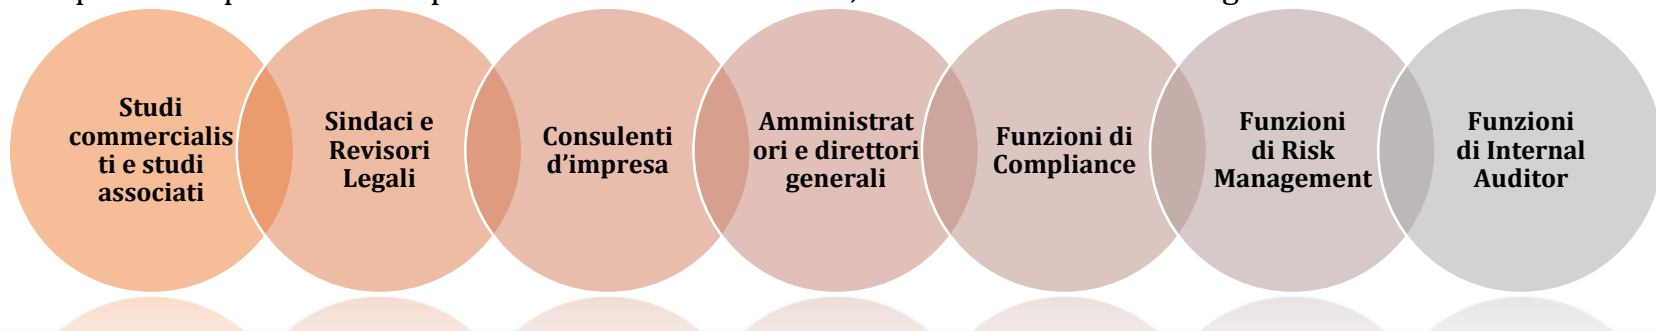 Studi
commercialis
ti e studi
associati
Sindaci e
Revisori
Legali
Consulenti
d'impresa
Amministrat
ori e direttori
generali
Funzioni di
Compliance
Funzioni
di Risk
Management
Funzioni
di Internal
Auditor